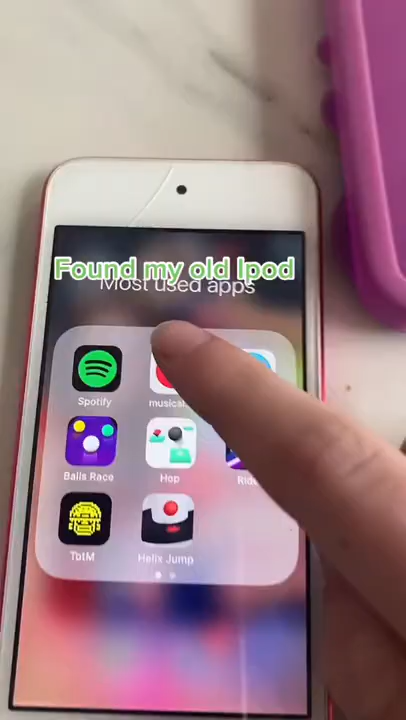 Found my old Ipod
Most used apps
Spotify
musical
Balls Race
Hop
Ride
TbtM
Helix Jump